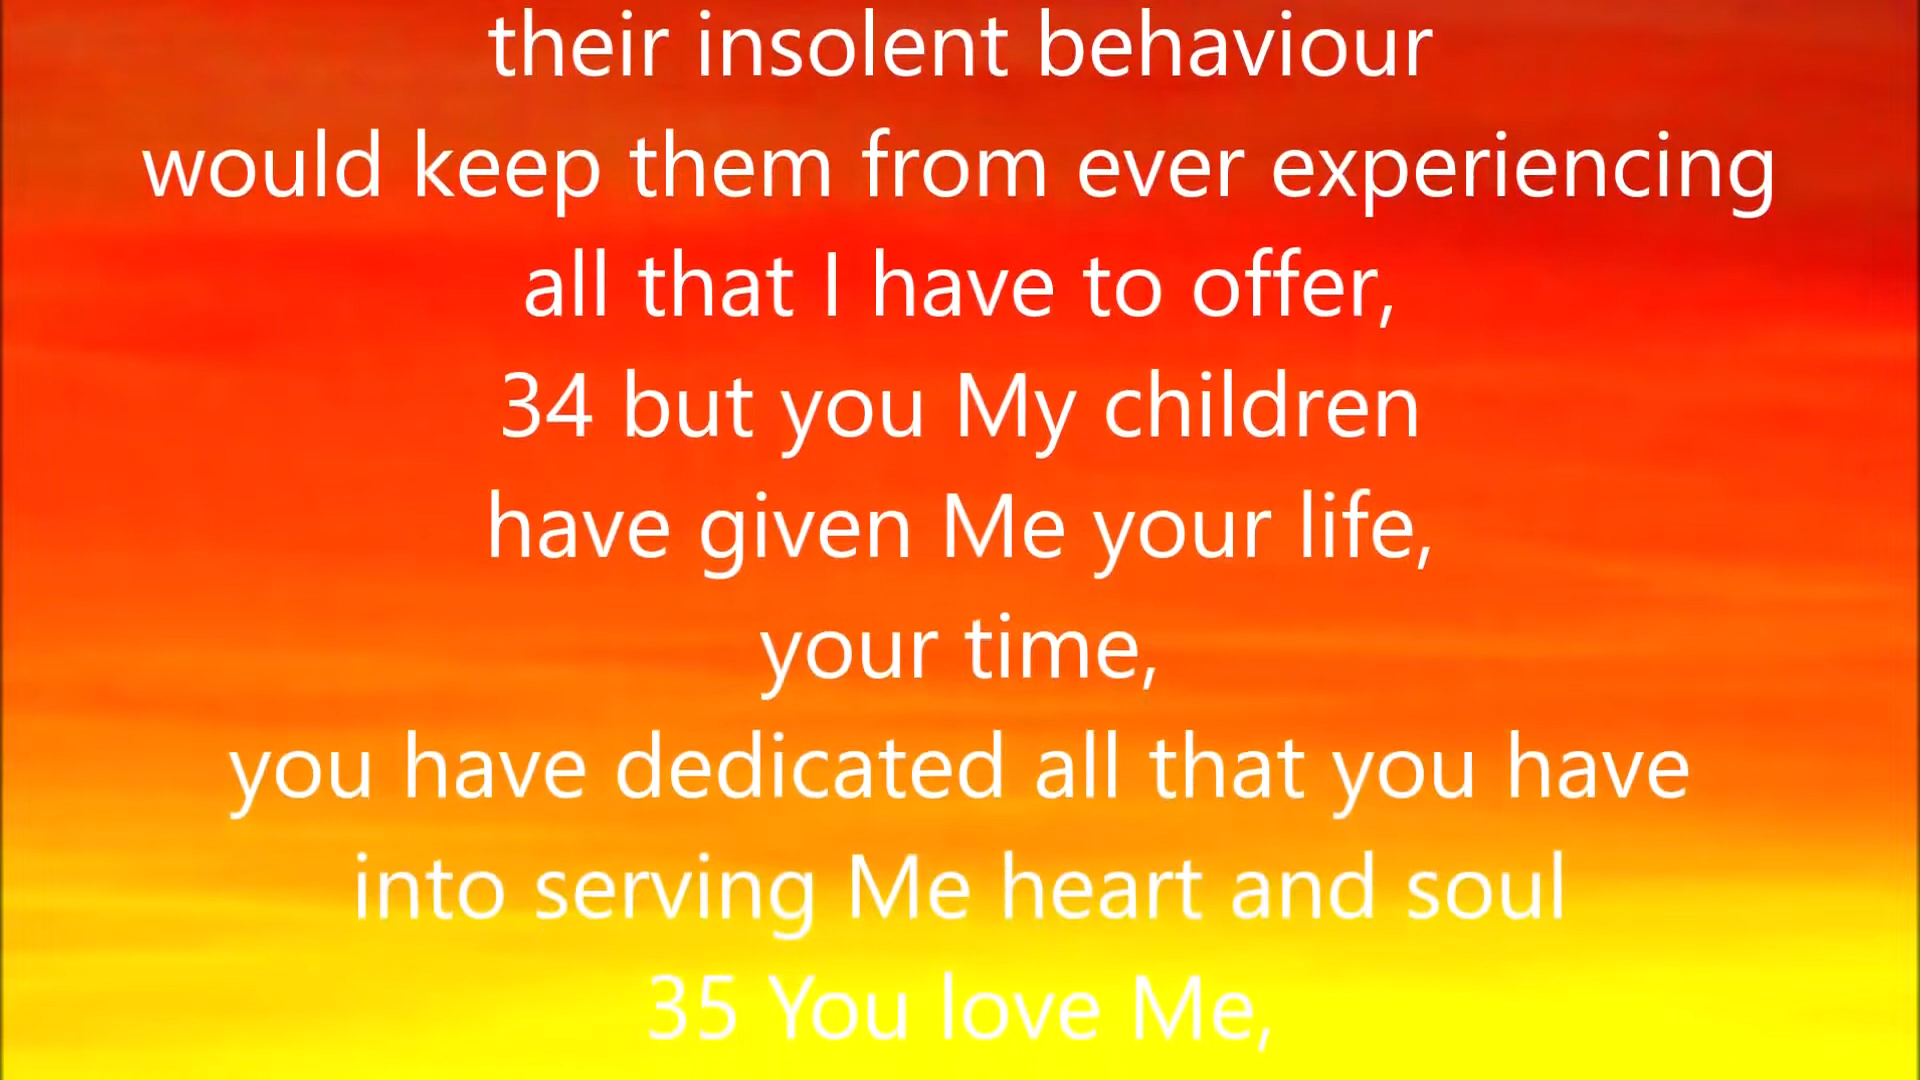 their insolent behaviour
would keep them from ever experiencing
all that I have to offer,
34 but you My children
have given Me your life,
your time,
you have dedicated all that you have
into serving Me heart and soul
35 You love Me,